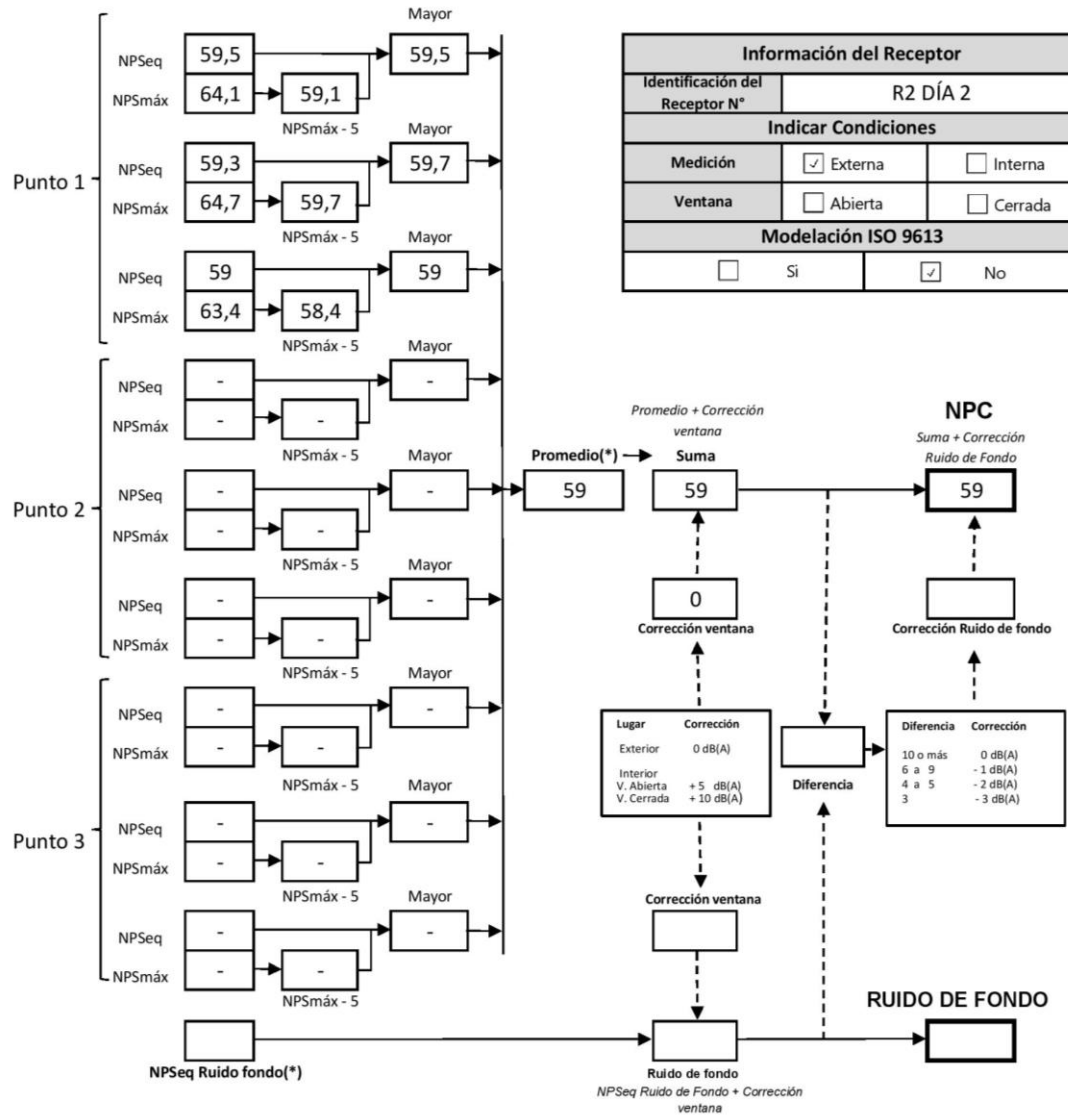 Mayor
NPSeq 59,5 59,5
NPSmáx 64,1 59,1
NPSmáx - 5
Mayor
Punto 1
NPSeq 59,3 59,7
NPSmáx 64,7 59,7
NPSmáx - 5
Mayor
NPSeq 59 59
NPSmáx 63,4 58,4
NPSmáx - 5
Mayor
NPSeq - -
NPSmáx - -
NPSmáx - 5
Mayor
Punto 2
NPSeq - -
NPSmáx - -
NPSmáx - 5
Mayor
NPSeq - -
NPSmáx - -
NPSmáx - 5
Mayor
NPSeq - -
NPSmáx - -
NPSmáx - 5
Mayor
Punto 3
NPSeq - -
NPSmáx - -
NPSmáx - 5
Mayor
NPSeq - -
NPSmáx - -
NPSmáx - 5
NPSeq Ruido fondo(*)
Información del Receptor
Identificación del
Receptor N°
R2 DÍA 2
Indicar Condiciones
Medición ✓ Externa Interna
Ventana Abierta Cerrada
Modelación ISO 9613
Si ✓ No
Promedio(*)
59
Promedio + Corrección
ventana
Suma
59
0
Corrección ventana
NPC
Suma + Corrección
Ruido de Fondo
59
Corrección Ruido de fondo
Lugar Corrección
Exterior 0 dB(A)
Interior
V. Abierta + 5 dB(A)
V. Cerrada + 10 dB(A)
Diferencia
Diferencia Corrección
10 o más 0 dB(A)
6 a 9 - 1 dB(A)
4 a 5 - 2 dB(A)
3 - 3 dB(A)
Corrección ventana
Ruido de fondo
NPSeq Ruido de Fondo + Corrección
ventana
RUIDO DE FONDO